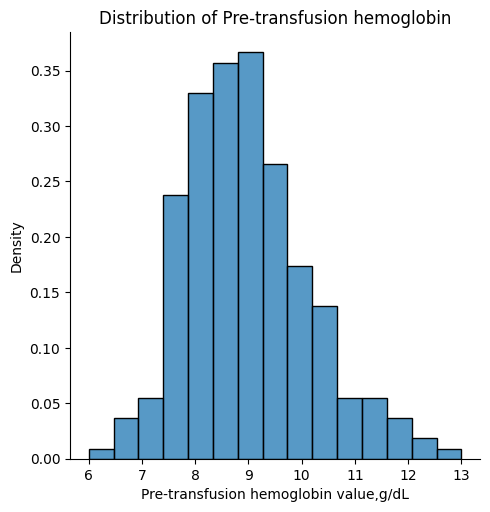 Distribution of Pre-transfusion hemoglobin
Density
0.35
0.30
0.25
0.20
0.15
0.10
0.05
0.00
6 7 8 9 10 11 12 13
Pre-transfusion hemoglobin value,g/dL